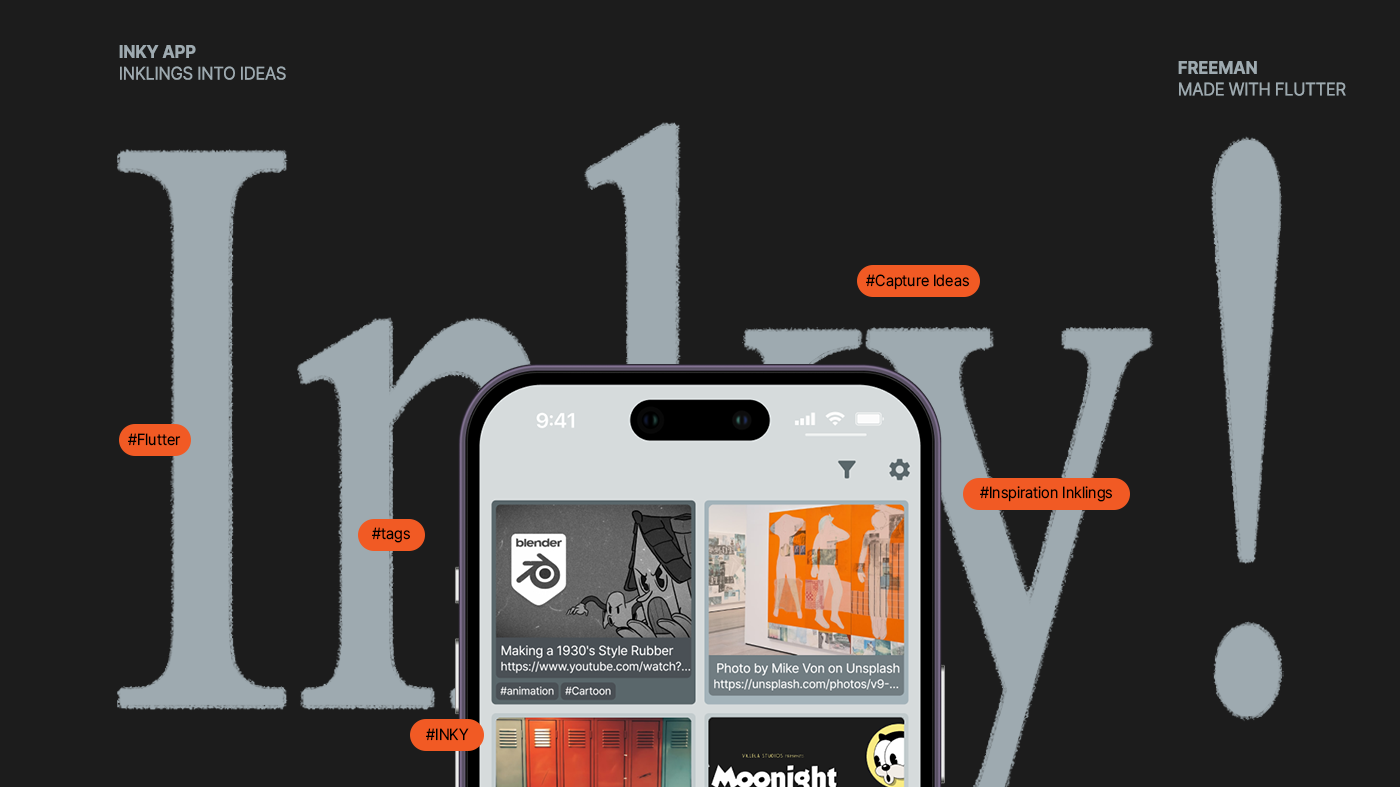 INKY APP
INKLINGS INTO IDEAS
FREEMAN
MADE WITH FLUTTER
Inky!
#Capture Ideas
#Flutter
#Inspiration Inklings
#tags
#INKY
9:41
blender
Making a 1930's Style Rubber
https://www.youtube.com/watch?...
#animation #Cartoon
Photo by Mike Von on Unsplash
https://unsplash.com/photos/v9-...
Moonight